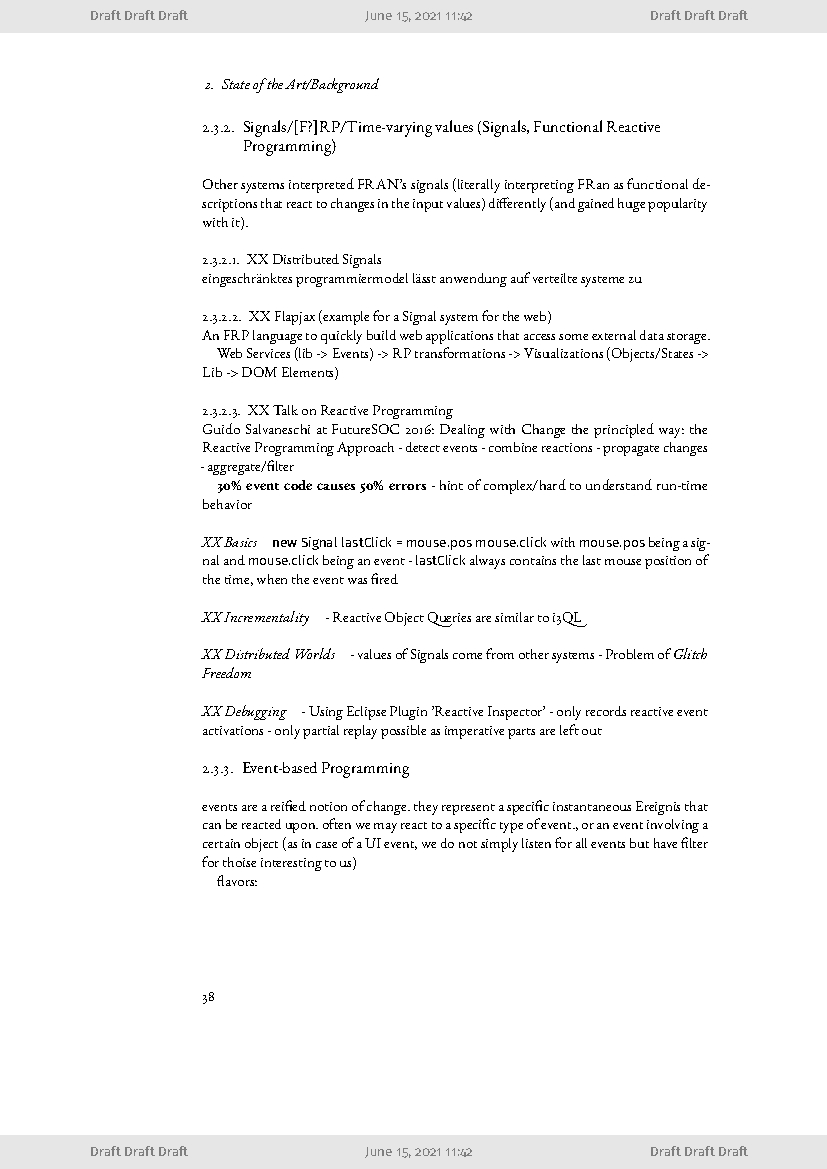 Draft Draft Draft June 15, 2021 11:42 Draft Draft Draft
2. State of the Art/Background
2.3.2. Signals/[F?]RP/Time-varying values (Signals, Functional Reactive
Programming)
Other systems interpreted FRAN's signals (literally interpreting FRan as functional de-
scriptions that react to changes in the input values) differently (and gained huge popularity
with it).
2.3.2.1. XX Distributed Signals
eingeschränktes programmiermodel lässt anwendung auf verteilte systeme zu
2.3.2.2. XX Flapjax (example for a Signal system for the web)
An FRP language to quickly build web applications that access some external data storage.
Web Services (lib -> Events) -> RP transformations -> Visualizations (Objects/States ->
Lib -> DOM Elements)
2.3.2.3. XX Talk on Reactive Programming
Guido Salvaneschi at FutureSOC 2016: Dealing with Change the principled way: the
Reactive Programming Approach - detect events - combine reactions - propagate changes
- aggregate/filter
30% event code causes 50% errors - hint of complex/hard to understand run-time
behavior
XX Basics new Signal lastClick = mouse.pos mouse.click with mouse.pos being a sig-
nal and mouse.click being an event - lastClick always contains the last mouse position of
the time, when the event was fired
XX Incrementality - Reactive Object Queries are similar to i3QL
XX Distributed Worlds - values of Signals come from other systems - Problem of Glitch
Freedom
XX Debugging - Using Eclipse Plugin 'Reactive Inspector' - only records reactive event
activations - only partial replay possible as imperative parts are left out
2.3.3. Event-based Programming
events are a reified notion of change. they represent a specific instantaneous Ereignis that
can be reacted upon. often we may react to a specific type of event., or an event involving a
certain object (as in case of a UI event, we do not simply listen for all events but have filter
for thoise interesting to us)
flavors:
38
Draft Draft Draft June 15, 2021 11:42 Draft Draft Draft